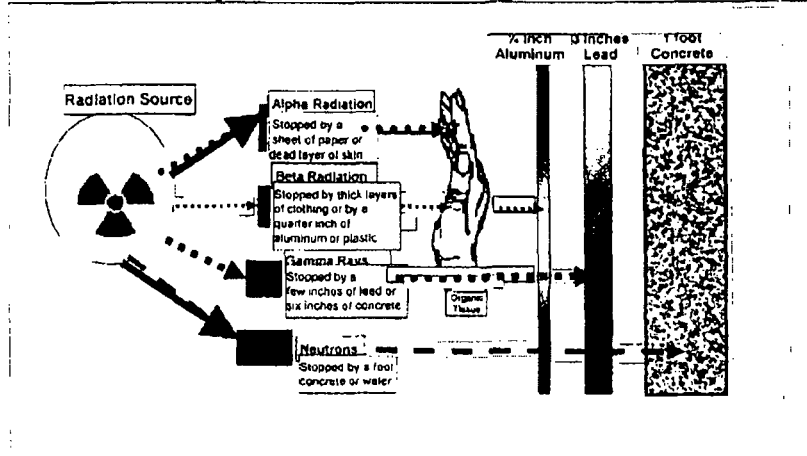 ¼ inch
Aluminum
3 inches
Lead
1 foot
Concrete
Radiation Source
Alpha Radiation
Stopped by a
sheet of paper or
dead layer of skin
Beta Radiation
Stopped by thick layers
of clothing or by a
quarter inch of
aluminum or plastic
Gamma Rays
Stopped by a
few inches of lead or
six inches of concrete
Organic
Tissue
Neutrons
Stopped by a foot
concrete or water